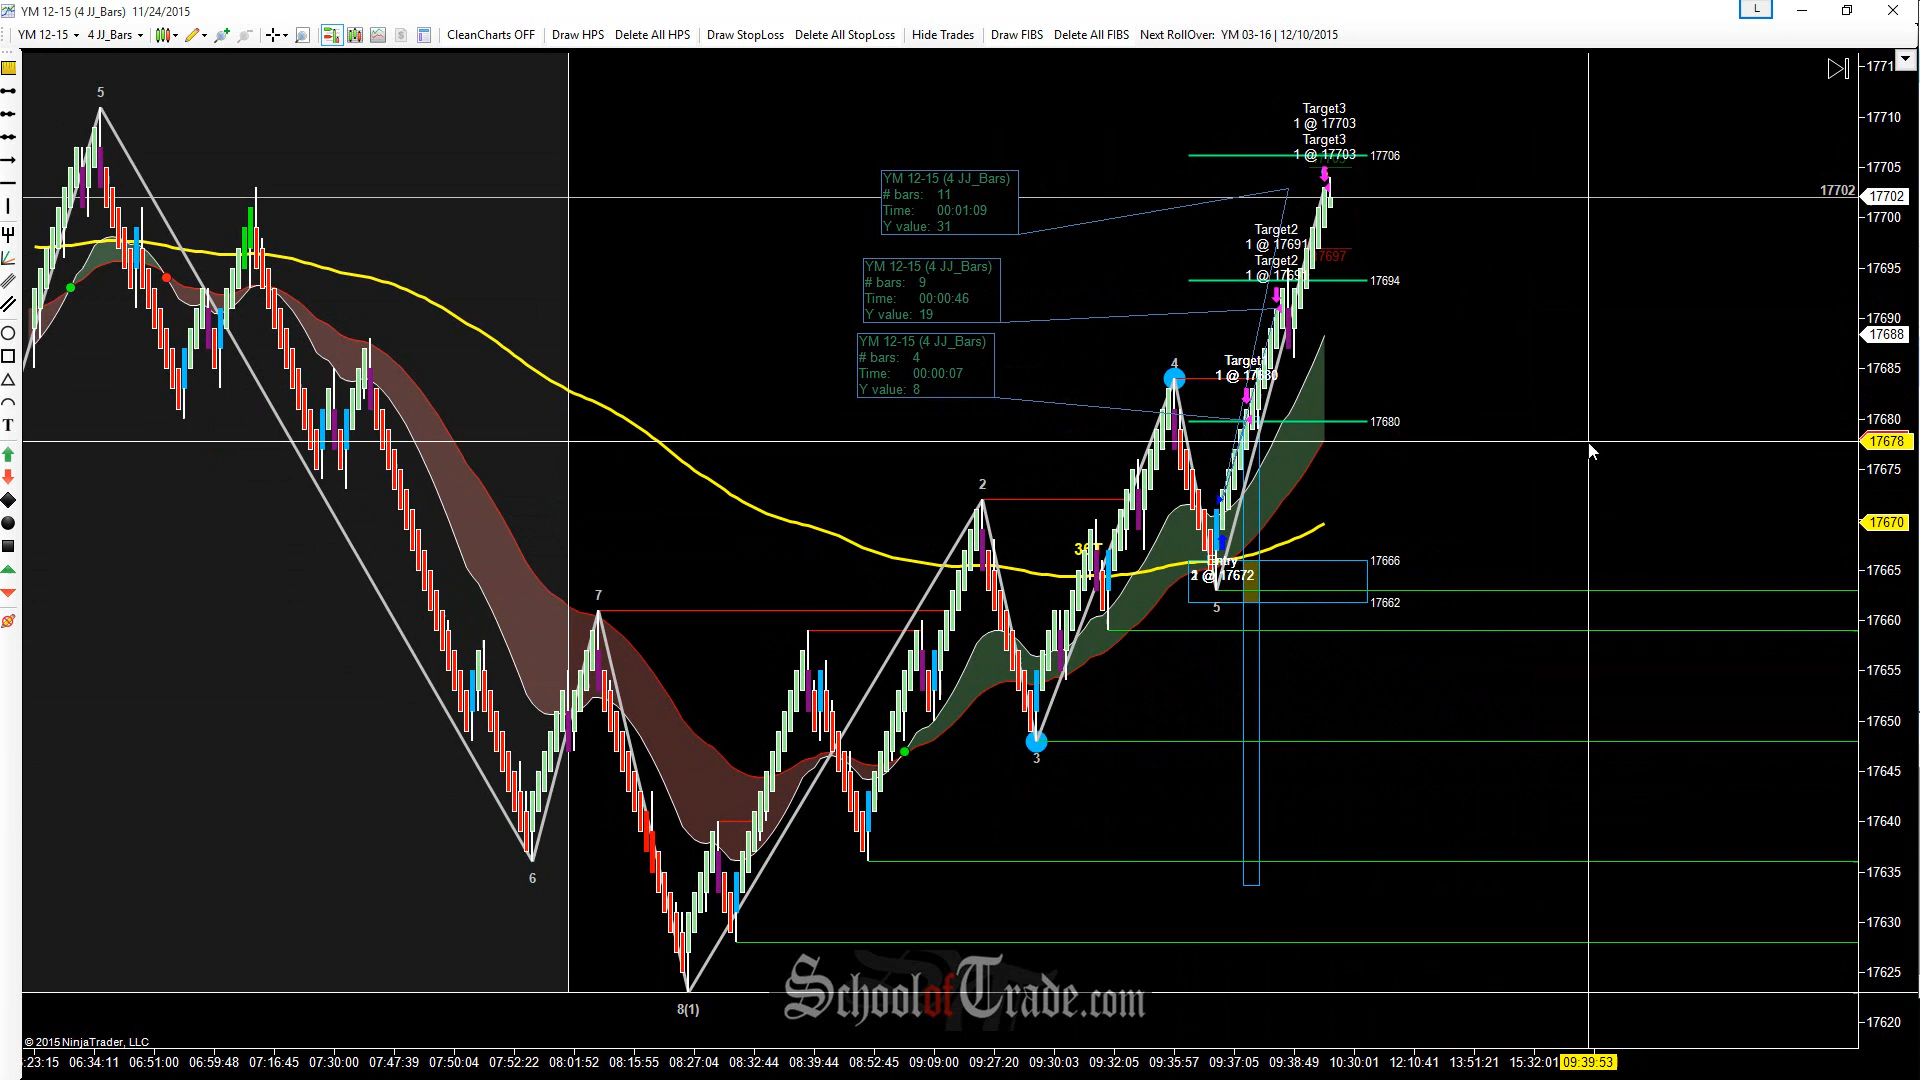 YM 12-15 (4 JJ_Bars)  11/24/2015
L
YM 12-15
4 JJ_Bars
CleanCharts OFF
Draw HPS
Delete All HPS
Draw StopLoss
Delete All StopLoss
Hide Trades
Draw FIBS
Delete All FIBS
Next RollOver:  YM 03-16 | 12/10/2015
T
5
Target3
1 @ 17703
Target3
1 @ 17703
17706
YM 12-15 (4 JJ_Bars)
# bars: 11
Time: 00:01:09
Y value: 31
17702
Target2
1 @ 17691
Target2
17697
17694
YM 12-15 (4 JJ_Bars)
# bars: 9
Time: 00:00:46
Y value: 19
YM 12-15 (4 JJ_Bars)
# bars: 4
Time: 00:00:07
Y value: 8
4
1 @ 17680
17680
2
Entry
@ 17672
17666
17662
5
7
3
6
8(1)
SchoolofTrade.com
© 2015 NinjaTrader, LLC
17710
17705
17702
17700
17695
17690
17688
17685
17680
17678
17675
17670
17665
17660
17655
17650
17645
17640
17635
17630
17625
17620
:23:15 06:34:11 06:51:00 06:59:48 07:16:45 07:30:00 07:47:39 07:50:04 07:52:22 08:01:52 08:15:55 08:27:04 08:32:44 08:39:44 08:52:45 09:09:00 09:27:20 09:30:03 09:32:05 09:35:57 09:37:05 09:38:49 10:30:01 12:10:41 13:51:21 15:32:01 09:39:53